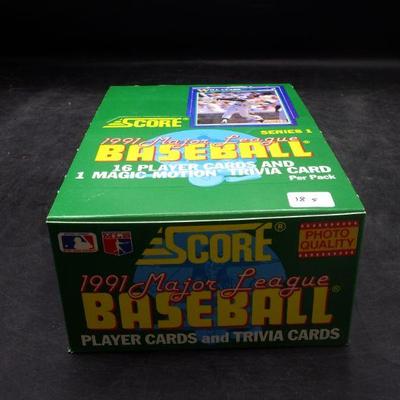 SCORE
SERIES 1
1991 Major League
BASEBALL
16 PLAYER CARDS AND
1 MAGIC-MOTION TRIVIA CARD
Per Pack
SCORE®
PHOTO
QUALITY
1991 Major League
BASEBALL®
PLAYER CARDS and TRIVIA CARDS